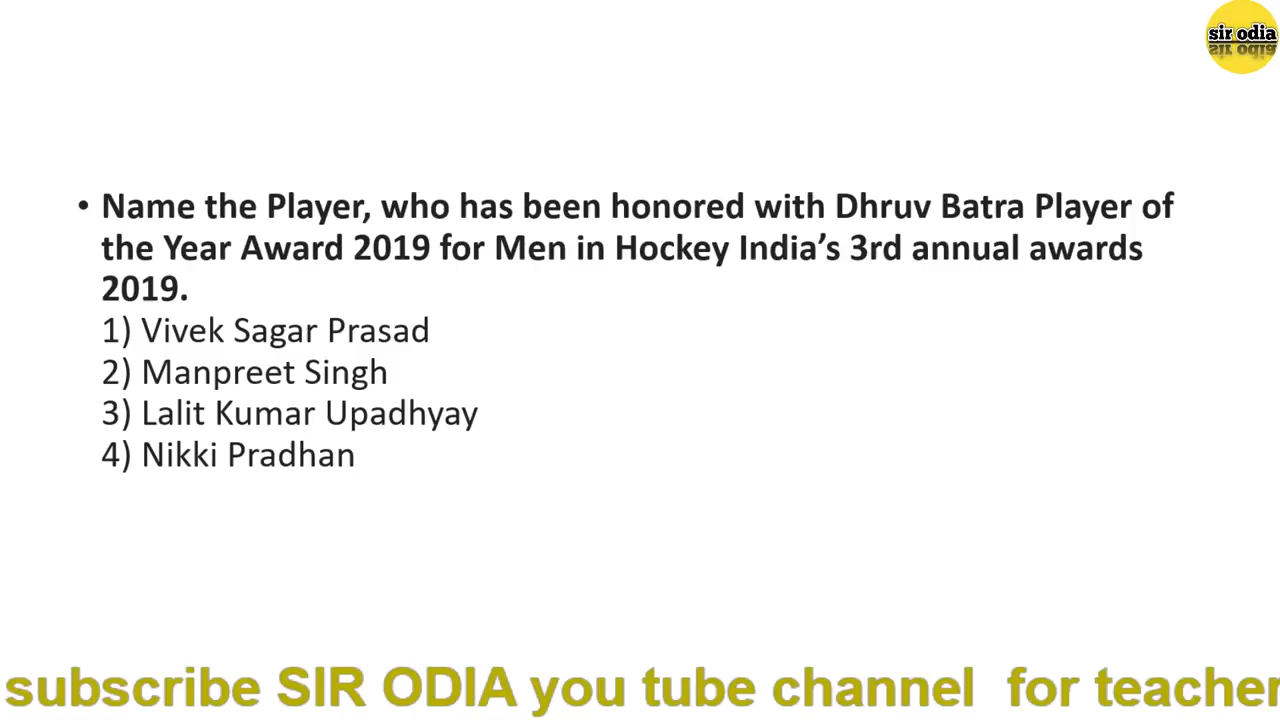 sir odia
• Name the Player, who has been honored with Dhruv Batra Player of
the Year Award 2019 for Men in Hockey India’s 3rd annual awards
2019.
1) Vivek Sagar Prasad
2) Manpreet Singh
3) Lalit Kumar Upadhyay
4) Nikki Pradhan
subscribe SIR ODIA you tube channel for teacher